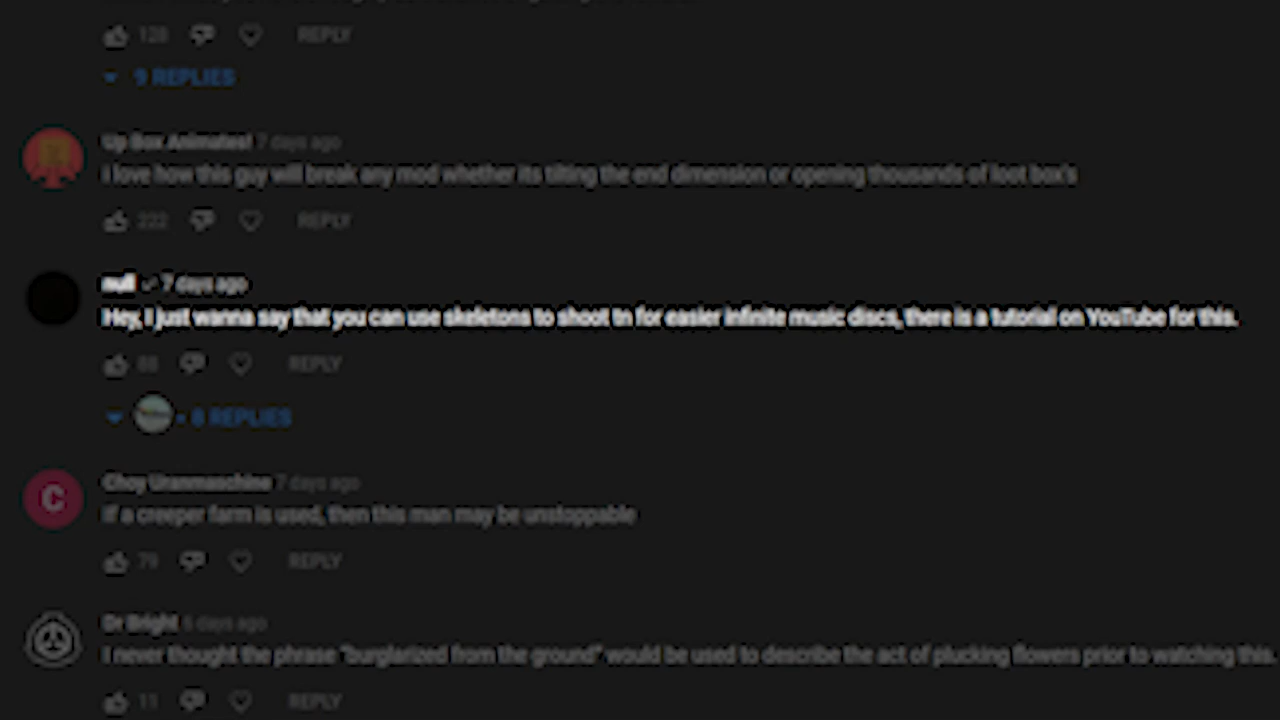 128 REPLY
9 REPLIES
Up Box Animates! 7 days ago
I love how this guy will break any mod whether its tilting the end dimension or opening thousands of loot box's
222 REPLY
null 7 days ago
Hey, I just wanna say that you can use skeletons to shoot tn for easier infinite music discs, there is a tutorial on YouTube for this.
88 REPLY
8 REPLIES
C
Choy Uranmaschine 7 days ago
If a creeper farm is used, then this man may be unstoppable
79 REPLY
Dr Bright 6 days ago
I never thought the phrase "burglarized from the ground" would be used to describe the act of plucking flowers prior to watching this.
11 REPLY